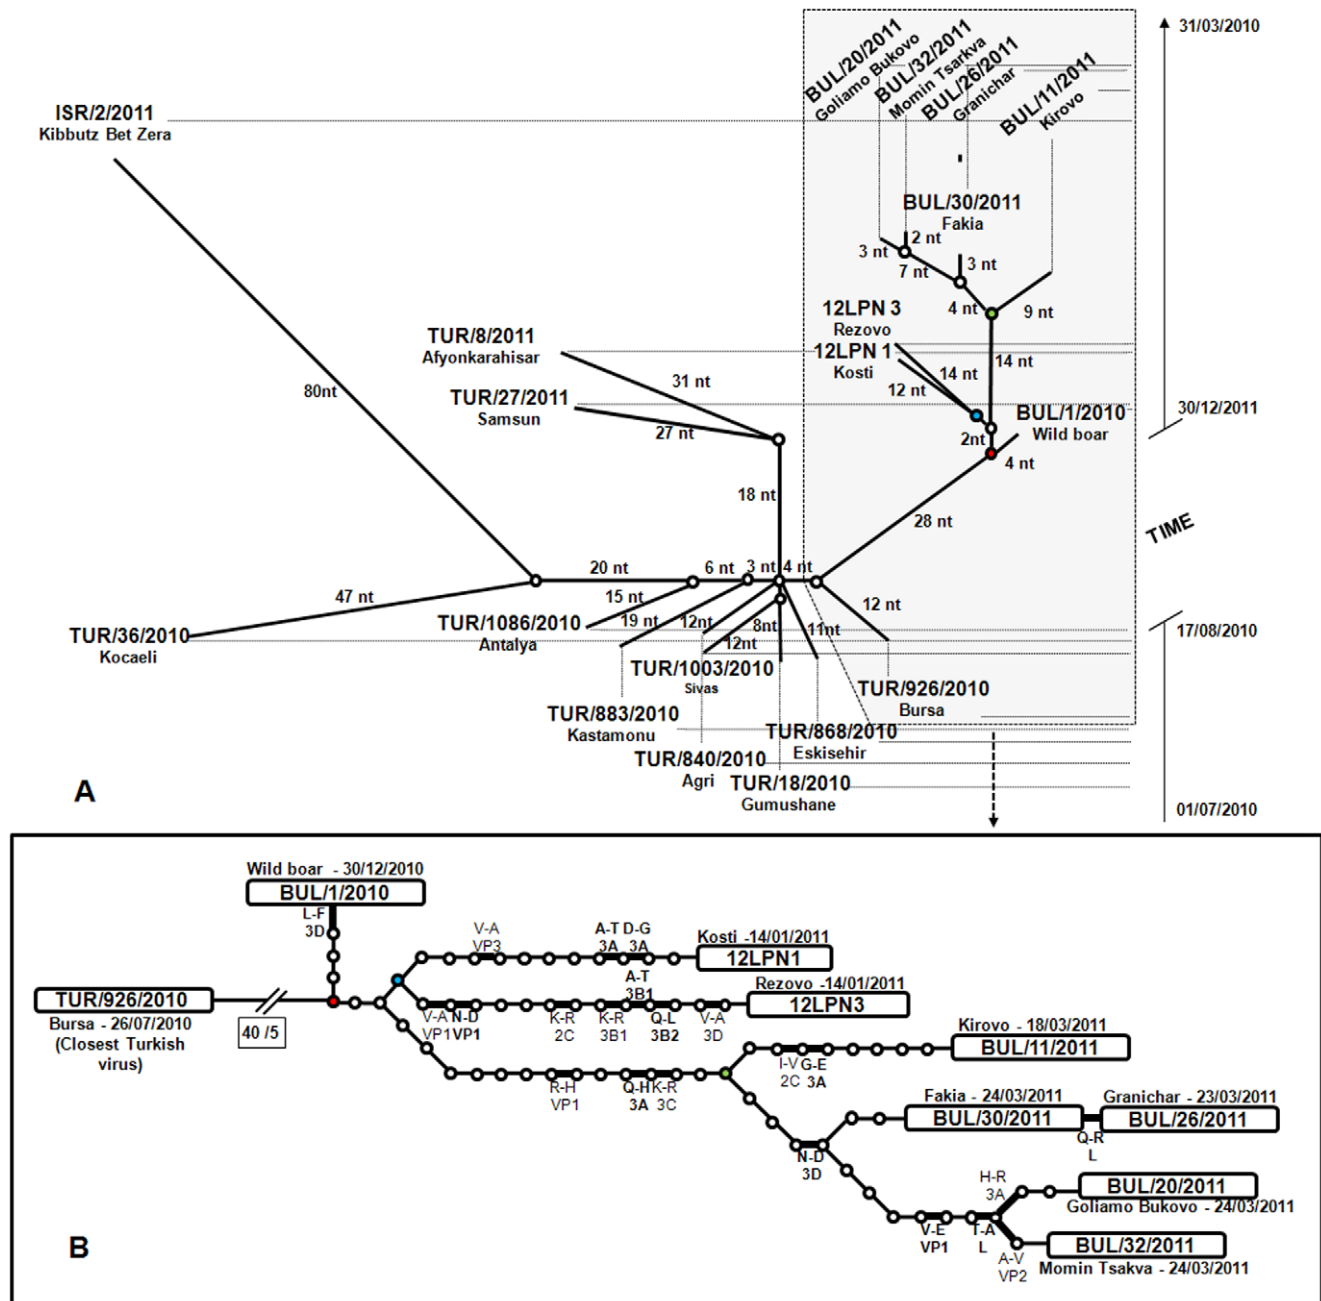 31/03/2010
BUL/20/2011
Goliamo Bukovo
BUL/32/2011
Momin Tsarkva
BUL/26/2011
Granichar
BUL/11/2011
Kirovo
ISR/2/2011
Kibbutz Bet Zera
BUL/30/2011
Fakia
2 nt
3 nt
7 nt
3 nt
4 nt
9 nt
12LPN 3
Rezovo
12LPN 1
Kosti
14 nt
14 nt
12 nt
TUR/8/2011
Afyonkarahisar
31 nt
80nt
TUR/27/2011
Samsun
27 nt
BUL/1/2010
Wild boar
30/12/2011
2nt
4 nt
18 nt
28 nt
TIME
20 nt
6 nt
3 nt
4 nt
47 nt
15 nt
19 nt
12nt
8nt
11nt
12 nt
12nt
TUR/36/2010
Kocaeli
TUR/1086/2010
Antalya
17/08/2010
TUR/1003/2010
Sivas
TUR/926/2010
Bursa
TUR/883/2010
Kastamonu
TUR/868/2010
Eskisehir
TUR/840/2010
Agri
TUR/18/2010
Gumushane
A
01/07/2010
Wild boar - 30/12/2010
BUL/1/2010
L-F
3D
V-A
VP3
A-T D-G
3A 3A
Kosti -14/01/2011
12LPN1
A-T
3B1
Rezovo -14/01/2011
12LPN3
TUR/926/2010
Bursa - 26/07/2010
(Closest Turkish
virus)
40 /5
V-A
VP1
N-D
VP1
K-R
2C
K-R
3B1
Q-L
3B2
V-A
3D
Kirovo - 18/03/2011
BUL/11/2011
I-V
2C
G-E
3A
R-H
VP1
Q-H
3A
K-R
3C
Fakia - 24/03/2011
BUL/30/2011
Granichar - 23/03/2011
BUL/26/2011
Q-R
L
N-D
3D
H-R
3A
BUL/20/2011
Goliamo Bukovo - 24/03/2011
V-E
VP1
T-A
L
A-V
VP2
BUL/32/2011
Momin Tsakva - 24/03/2011
B